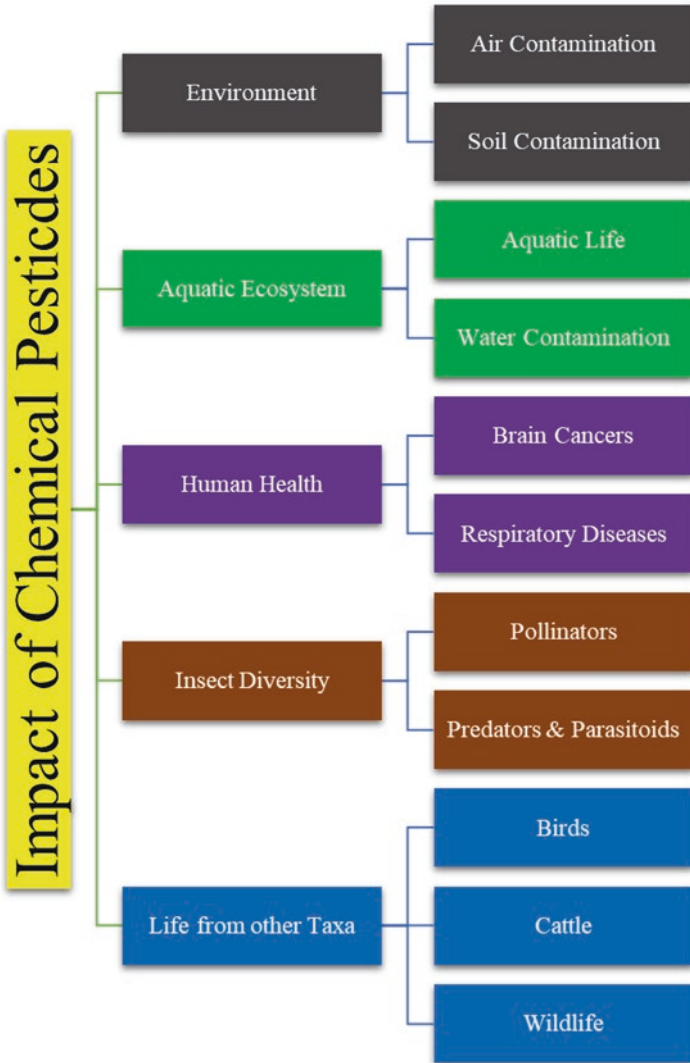 Impact of Chemical Pesticdes
Environment
Air Contamination
Soil Contamination
Aquatic Ecosystem
Aquatic Life
Water Contamination
Human Health
Brain Cancers
Respiratory Diseases
Insect Diversity
Pollinators
Predators & Parasitoids
Life from other Taxa
Birds
Cattle
Wildlife